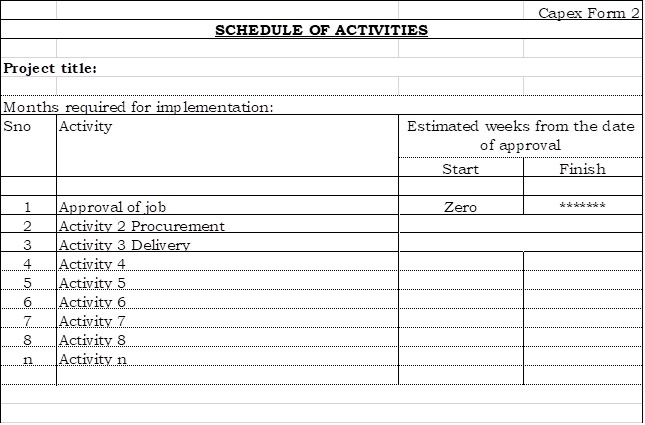 Capex Form 2
SCHEDULE OF ACTIVITIES
Project title:
Months required for implementation:
Sno Activity Estimated weeks from the date
of approval
Start Finish
1 Approval of job Zero *******
2 Activity 2 Procurement
3 Activity 3 Delivery
4 Activity 4
5 Activity 5
6 Activity 6
7 Activity 7
8 Activity 8
n Activity n